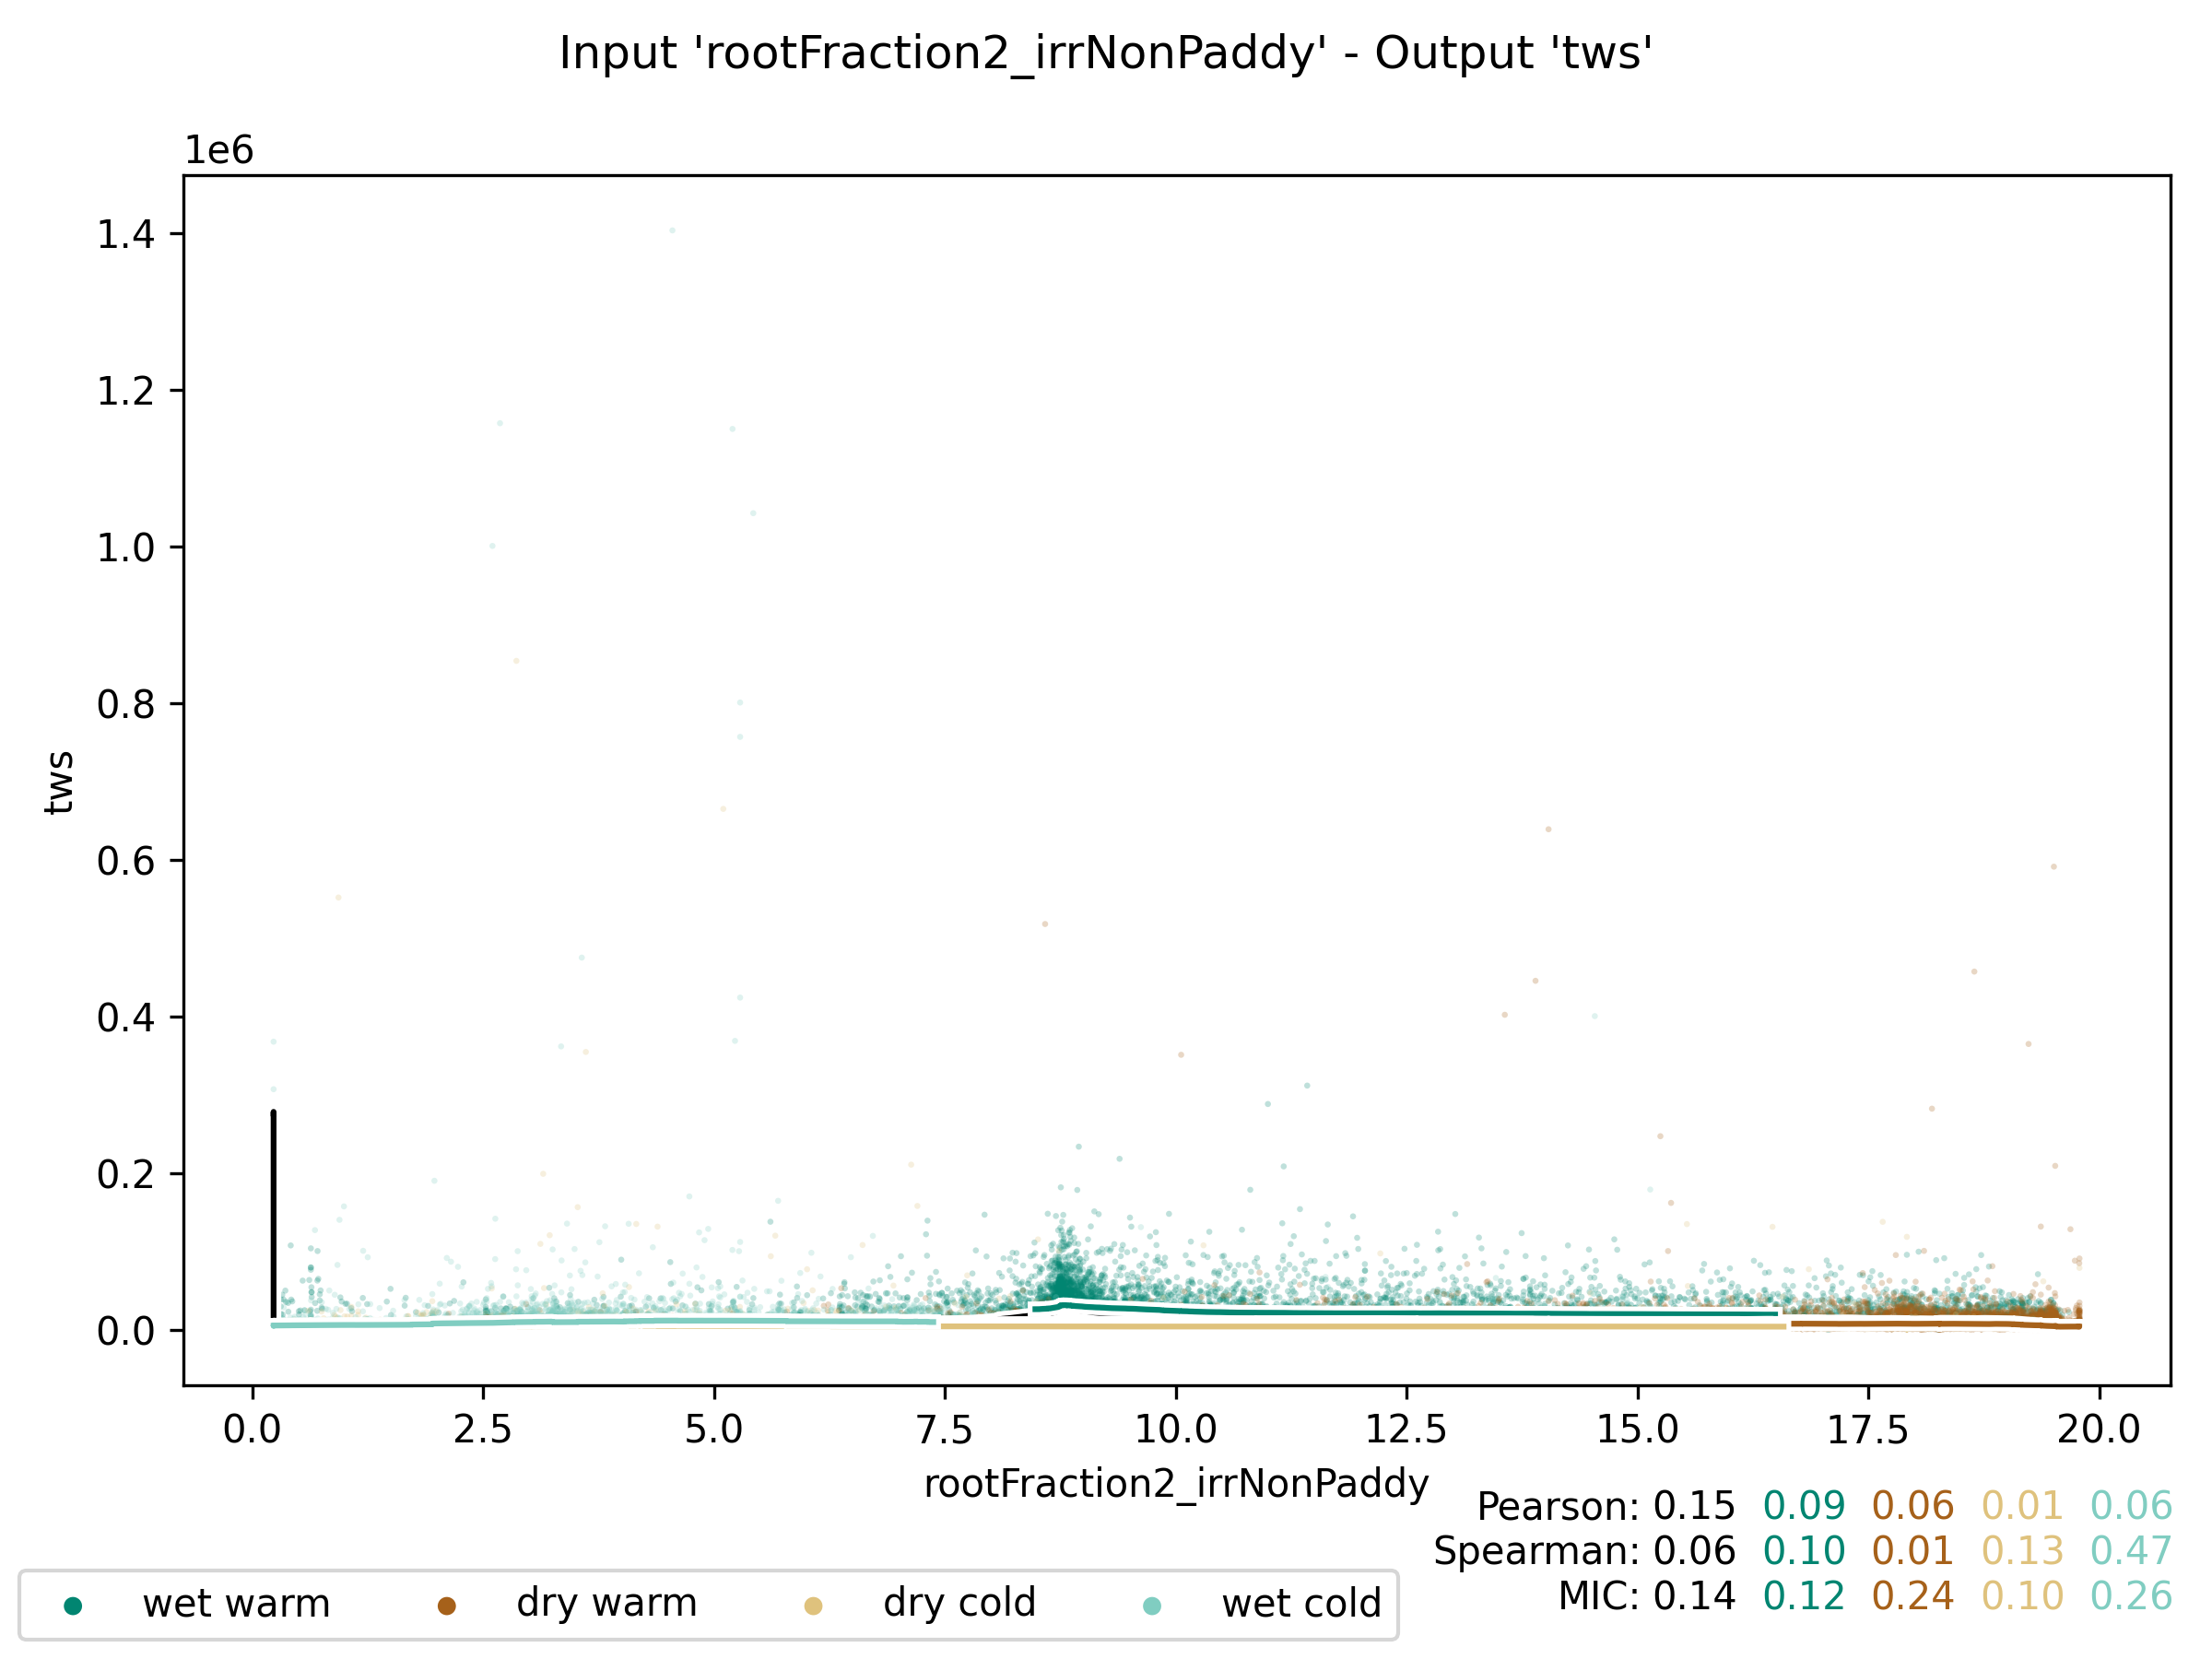 Input 'rootFraction2_irrNonPaddy' - Output 'tws'
1e6
1.4
1.2
1.0
0.8
0.6
0.4
0.2
0.0
tws
0.0 2.5 5.0 7.5 10.0 12.5 15.0 17.5 20.0
rootFraction2_irrNonPaddy
Pearson: 0.15 0.09 0.06 0.01 0.06
Spearman: 0.06 0.10 0.01 0.13 0.47
MIC: 0.14 0.12 0.24 0.10 0.26
wet warm dry warm dry cold wet cold